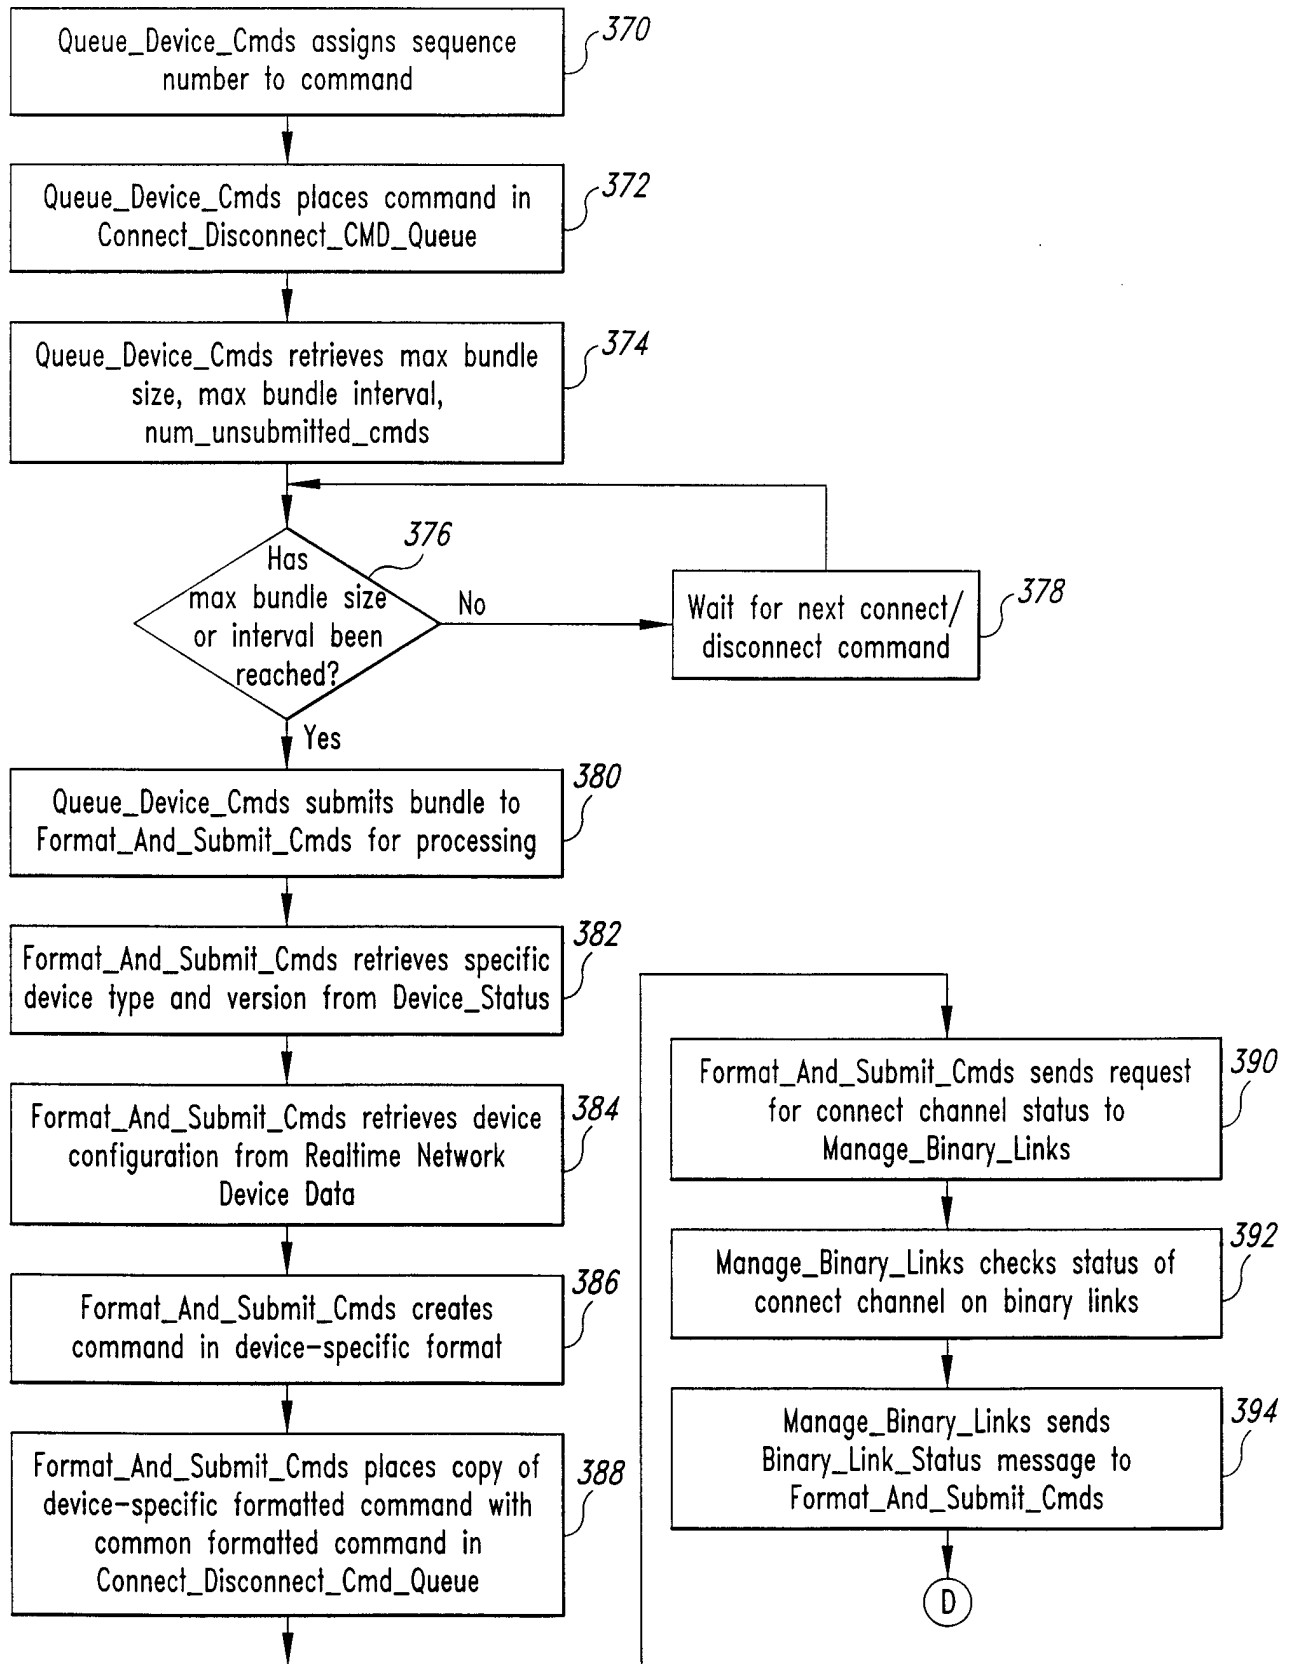 Queue_Device_Cmds assigns sequence
number to command
370
Queue_Device_Cmds places command in
Connect_Disconnect_CMD_Queue
372
Queue_Device_Cmds retrieves max bundle
size, max bundle interval,
num_unsubmitted_cmds
374
Has
max bundle size
or interval been
reached?
376
No
Wait for next connect/
disconnect command
378
Yes
Queue_Device_Cmds submits bundle to
Format_And_Submit_Cmds for processing
380
Format_And_Submit_Cmds retrieves specific
device type and version from Device_Status
382
Format_And_Submit_Cmds retrieves device
configuration from Realtime Network
Device Data
384
Format_And_Submit_Cmds creates
command in device-specific format
386
Format_And_Submit_Cmds places copy of
device-specific formatted command with
common formatted command in
Connect_Disconnect_Cmd_Queue
388
Format_And_Submit_Cmds sends request
for connect channel status to
Manage_Binary_Links
390
Manage_Binary_Links checks status of
connect channel on binary links
392
Manage_Binary_Links sends
Binary_Link_Status message to
Format_And_Submit_Cmds
394
D